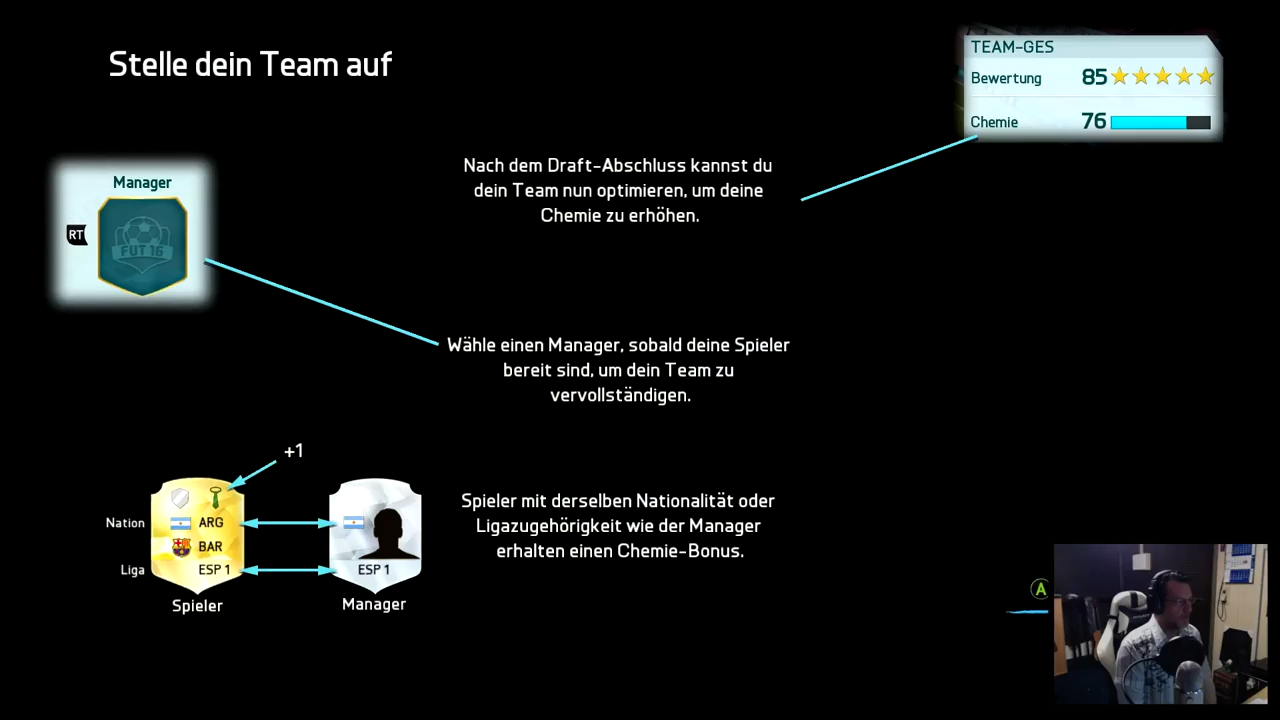 Stelle dein Team auf
TEAM-GES
Bewertung 85
Chemie 76
Nach dem Draft-Abschluss kannst du
dein Team nun optimieren, um deine
Chemie zu erhöhen.
Manager
RT
FUT 16
Wähle einen Manager, sobald deine Spieler
bereit sind, um dein Team zu
vervollständigen.
+1
Nation ARG
BAR
Liga ESP 1
ESP 1
Spieler
Manager
Spieler mit derselben Nationalität oder
Ligazugehörigkeit wie der Manager
erhalten einen Chemie-Bonus.
A